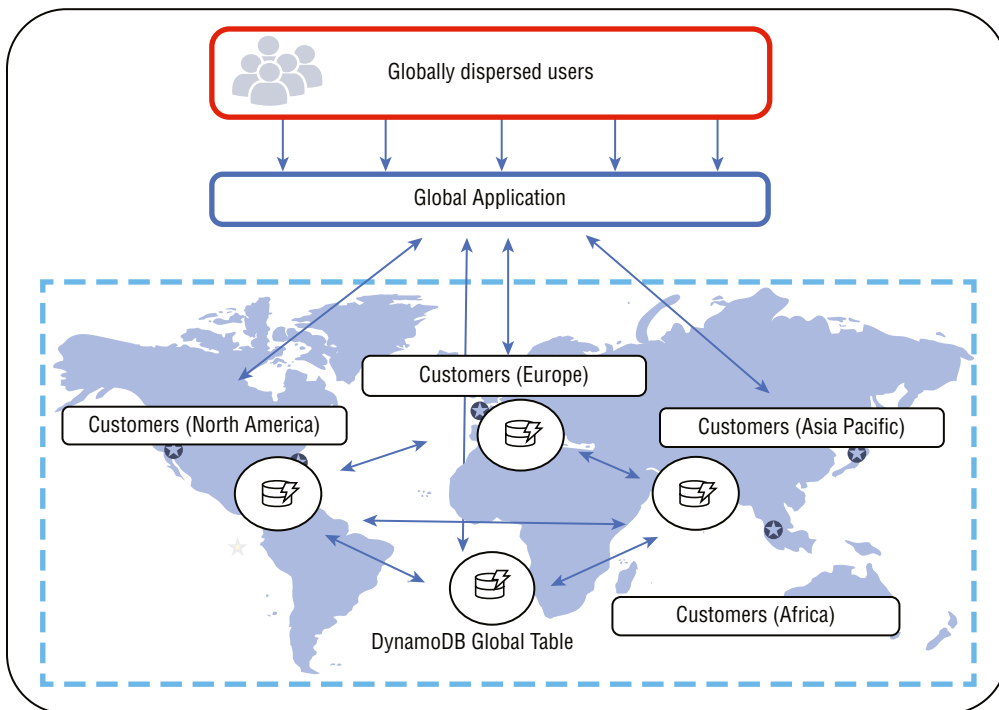 Globally dispersed users
Global Application
Customers (Europe)
Customers (North America)
Customers (Asia Pacific)
Customers (Africa)
DynamoDB Global Table